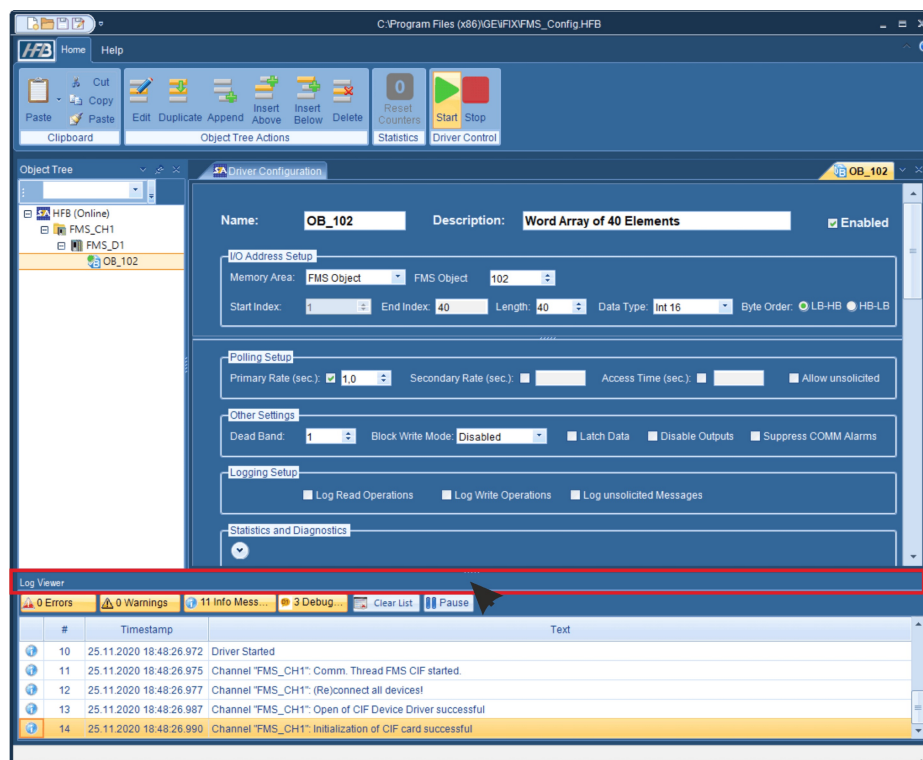 C:\Program Files (x86)\GE\iFIX\FMS_Config.HFB
HFB Home Help
Paste Cut Copy Paste
Clipboard
Edit Duplicate Append Insert Above Insert Below Delete
Object Tree Actions
0 Reset Counters
Statistics
Start Stop
Driver Control
Object Tree
HFB (Online)
FMS_CH1
FMS_D1
OB_102
Driver Configuration OB_102
Name: OB_102 Description: Word Array of 40 Elements Enabled
I/O Address Setup
Memory Area: FMS Object FMS Object 102
Start Index: 1 End Index: 40 Length: 40 Data Type: Int 16 Byte Order: LB-HB HB-LB
Polling Setup
Primary Rate (sec.): 1,0 Secondary Rate (sec.): Access Time (sec.): Allow unsolicited
Other Settings
Dead Band: 1 Block Write Mode: Disabled Latch Data Disable Outputs Suppress COMM Alarms
Logging Setup
Log Read Operations Log Write Operations Log unsolicited Messages
Statistics and Diagnostics
Log Viewer
0 Errors 0 Warnings 11 Info Mess... 3 Debug... Clear List Pause
# Timestamp Text
10 25.11.2020 18:48:26.972 Driver Started
11 25.11.2020 18:48:26.975 Channel "FMS_CH1": Comm. Thread FMS CIF started.
12 25.11.2020 18:48:26.977 Channel "FMS_CH1": (Re)connect all devices!
13 25.11.2020 18:48:26.987 Channel "FMS_CH1": Open of CIF Device Driver successful
14 25.11.2020 18:48:26.990 Channel "FMS_CH1": Initialization of CIF card successful